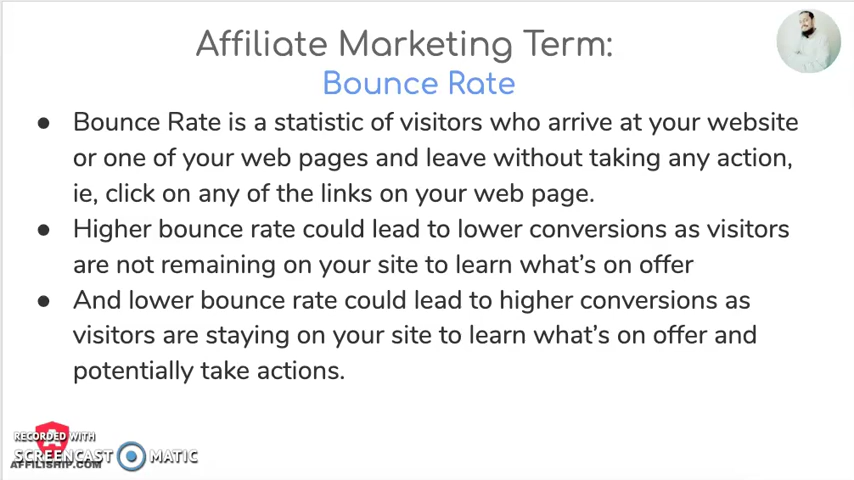 Affiliate Marketing Term:
Bounce Rate
● Bounce Rate is a statistic of visitors who arrive at your website
or one of your web pages and leave without taking any action,
ie, click on any of the links on your web page.
● Higher bounce rate could lead to lower conversions as visitors
are not remaining on your site to learn what's on offer
● And lower bounce rate could lead to higher conversions as
visitors are staying on your site to learn what's on offer and
potentially take actions.
RECORDED WITH
SCREENCAST MATIC
AFFILISHIP.COM